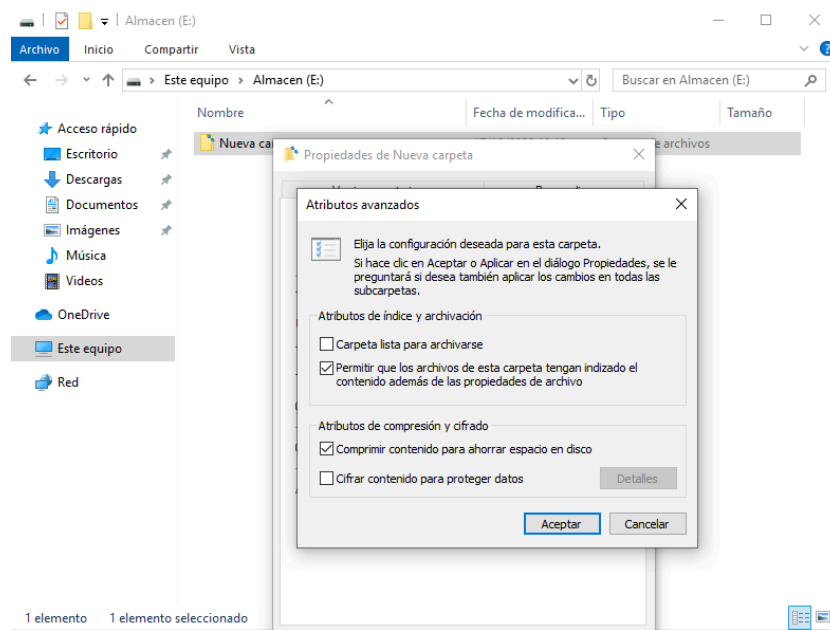 Almacen (E:)
Archivo Inicio Compartir Vista
Este equipo > Almacen (E:)
Buscar en Almacen (E:)
Nombre Fecha de modifica... Tipo Tamaño
Acceso rápido
Nueva ca
e archivos
Escritorio
Descargas
Documentos
Imágenes
Música
Videos
OneDrive
Este equipo
Red
Propiedades de Nueva carpeta
Atributos avanzados
Elija la configuración deseada para esta carpeta.
Si hace clic en Aceptar o Aplicar en el diálogo Propiedades, se le
preguntará si desea también aplicar los cambios en todas las
subcarpetas.
Atributos de índice y archivación
Carpeta lista para archivarse
Permitir que los archivos de esta carpeta tengan indizado el
contenido además de las propiedades de archivo
Atributos de compresión y cifrado
Comprimir contenido para ahorrar espacio en disco
Cifrar contenido para proteger datos
Detalles
Aceptar Cancelar
1 elemento 1 elemento seleccionado